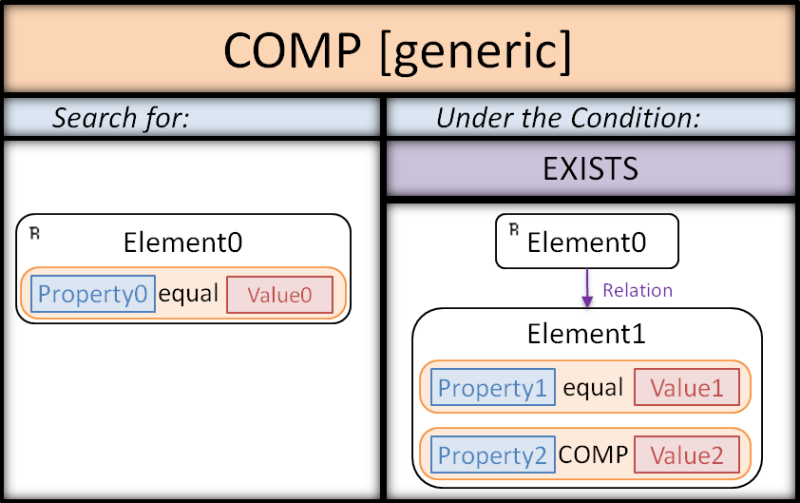 COMP [generic]
Search for:
R Element0
Property0 equal Value0
Under the Condition:
EXISTS
R Element0
Relation
Element1
Property1 equal Value1
Property2 COMP Value2